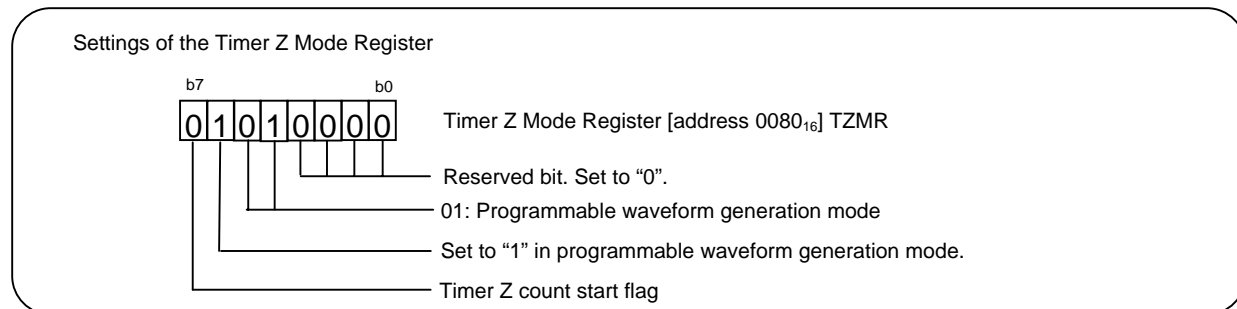 Settings of the Timer Z Mode Register
b7 b0
0 1 0 1 0 0 0 0 Timer Z Mode Register [address 0080₁₆] TZMR
Reserved bit. Set to “0”.
01: Programmable waveform generation mode
Set to “1” in programmable waveform generation mode.
Timer Z count start flag